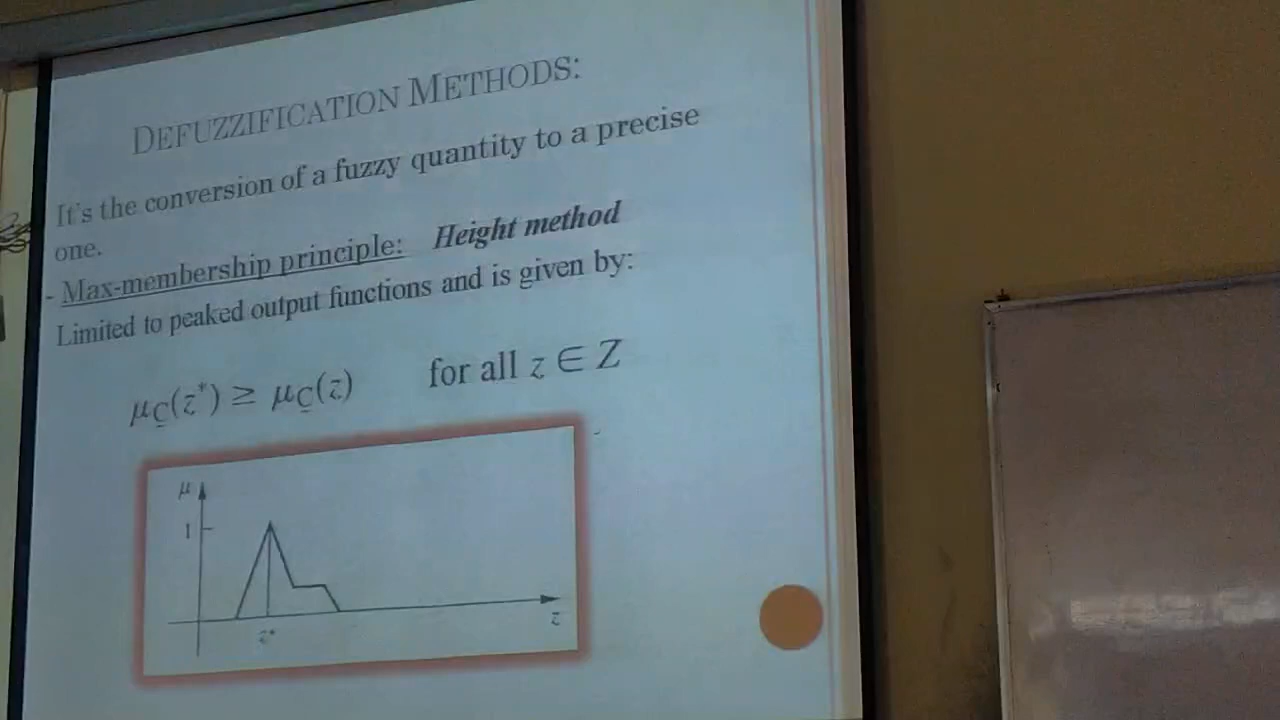 DEFUZZIFICATION METHODS:
It's the conversion of a fuzzy quantity to a precise
one.
- Max-membership principle: Height method
Limited to peaked output functions and is given by:
μC̰(z*) ≥ μC̰(z) for all z ∈ Z
μ
1
z*
z